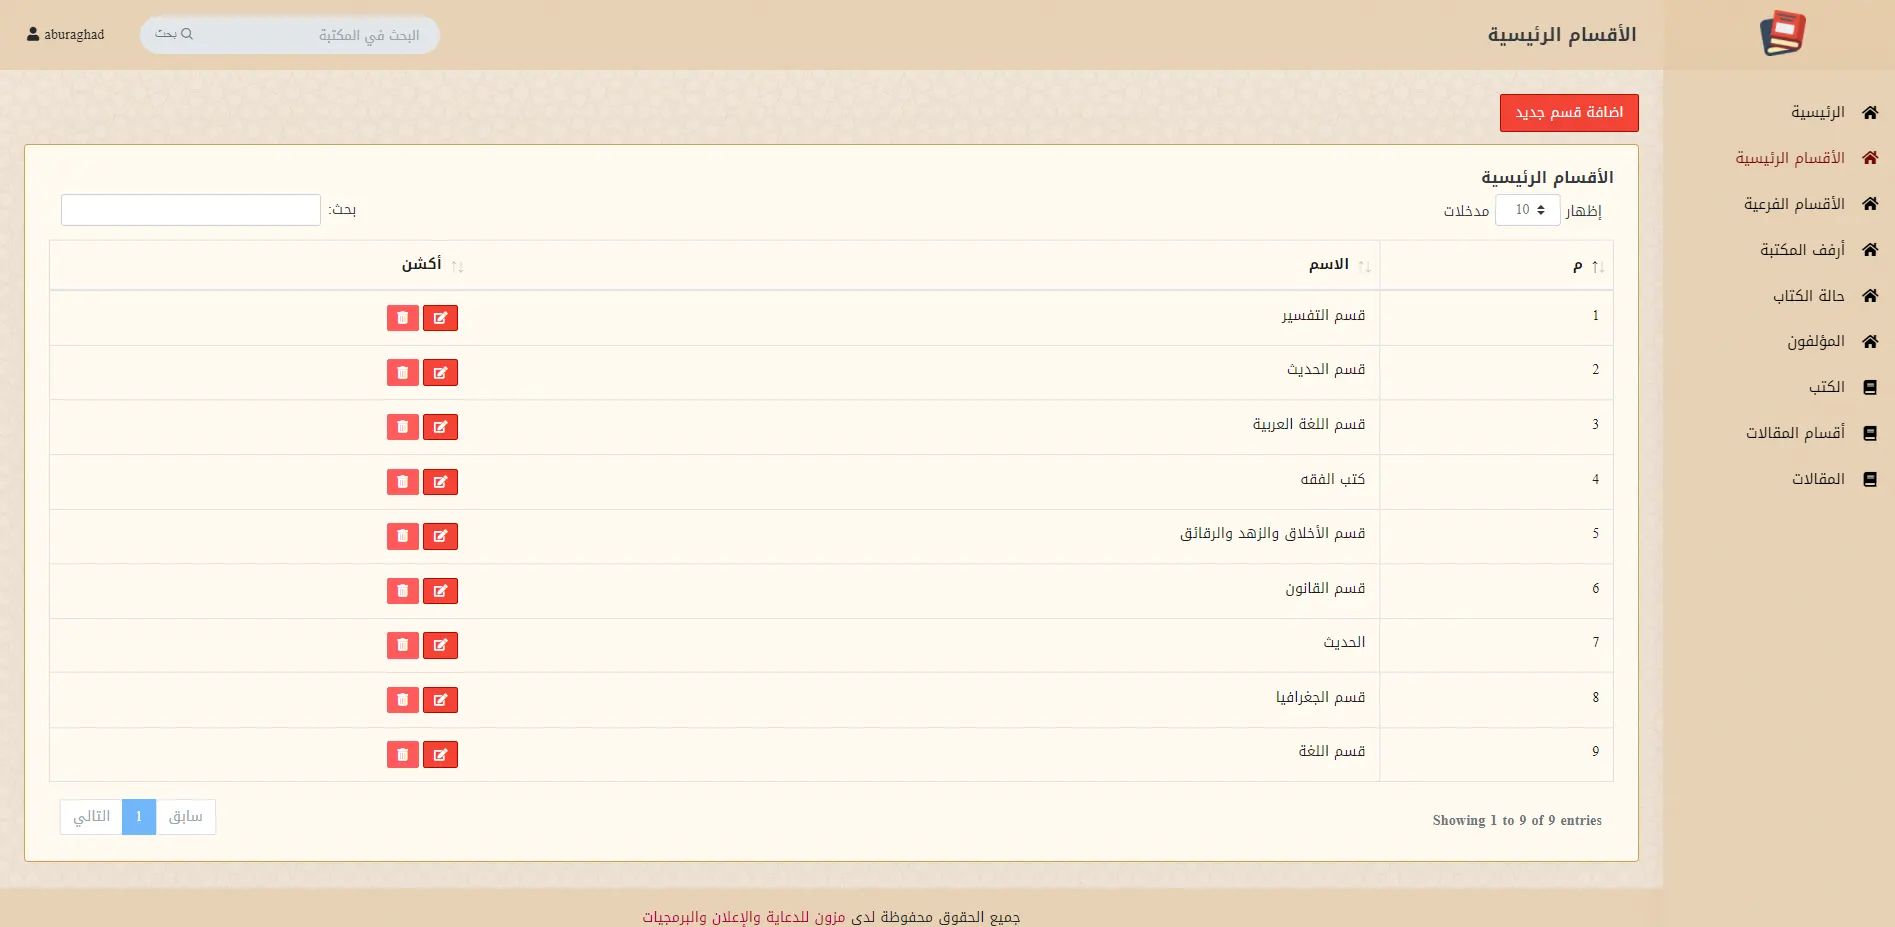 الأقسام الرئيسية
البحث في المكتبة
بحث
aburaghad
الرئيسية
الأقسام الرئيسية
الأقسام الفرعية
أرفف المكتبة
حالة الكتاب
المؤلفون
الكتب
أقسام المقالات
المقالات
اضافة قسم جديد
الأقسام الرئيسية
إظهار 10 مدخلات
بحث:
م الاسم أكشن
1 قسم التفسير
2 قسم الحديث
3 قسم اللغة العربية
4 كتب الفقه
5 قسم الأخلاق والزهد والرقائق
6 قسم القانون
7 الحديث
8 قسم الجغرافيا
9 قسم اللغة
Showing 1 to 9 of 9 entries
سابق 1 التالي
جميع الحقوق محفوظة لدى مزون للدعاية والإعلان والبرمجيات